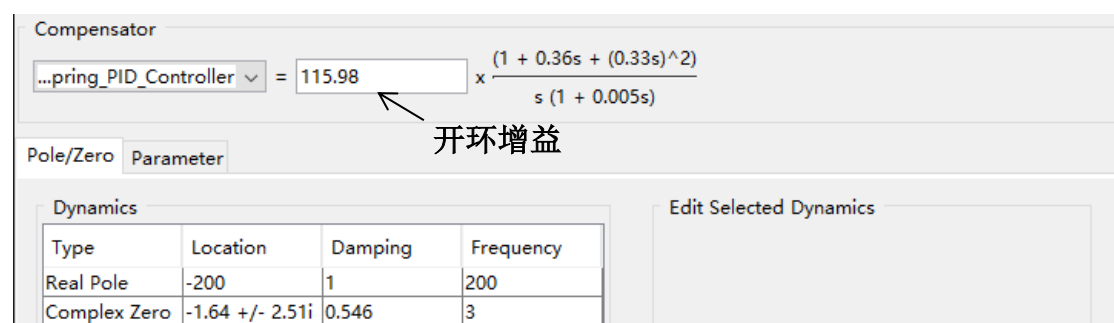 Compensator
...pring_PID_Controller = 115.98 x (1 + 0.36s + (0.33s)^2)
s (1 + 0.005s)
开环增益
Pole/Zero Parameter
Dynamics Edit Selected Dynamics
Type Location Damping Frequency
Real Pole -200 1 200
Complex Zero -1.64 +/- 2.51i 0.546 3